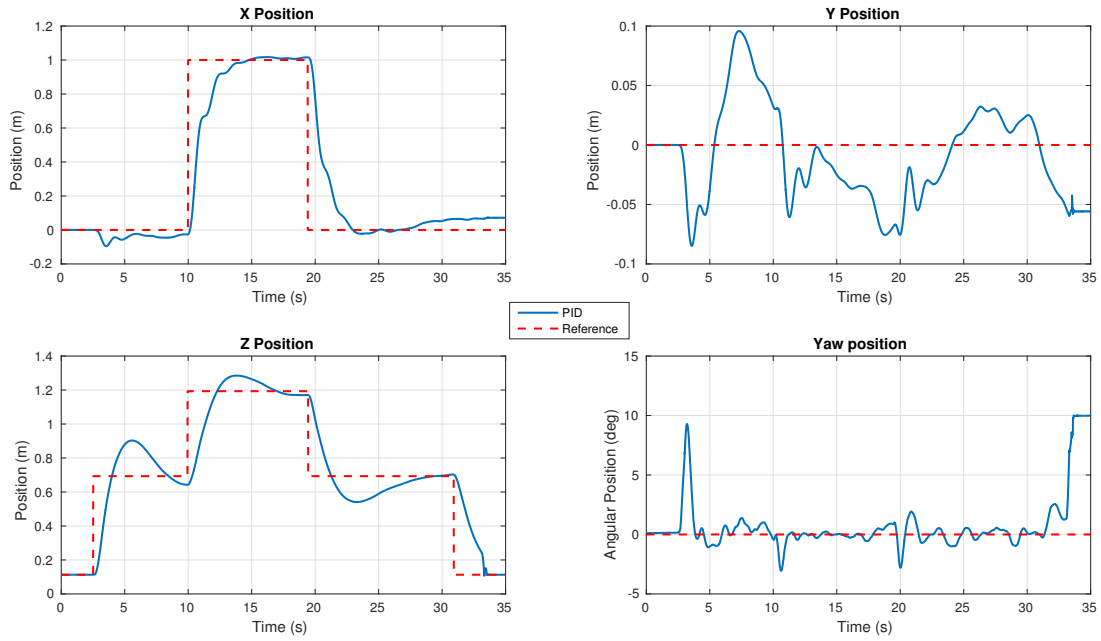 X Position
Position (m)
1.2
1
0.8
0.6
0.4
0.2
0
-0.2
0 5 10 15 20 25 30 35
Time (s)
Y Position
Position (m)
0.1
0.05
0
-0.05
-0.1
0 5 10 15 20 25 30 35
Time (s)
PID
Reference
Z Position
Position (m)
1.4
1.2
1
0.8
0.6
0.4
0.2
0
0 5 10 15 20 25 30 35
Time (s)
Yaw position
Angular Position (deg)
15
10
5
0
-5
0 5 10 15 20 25 30 35
Time (s)